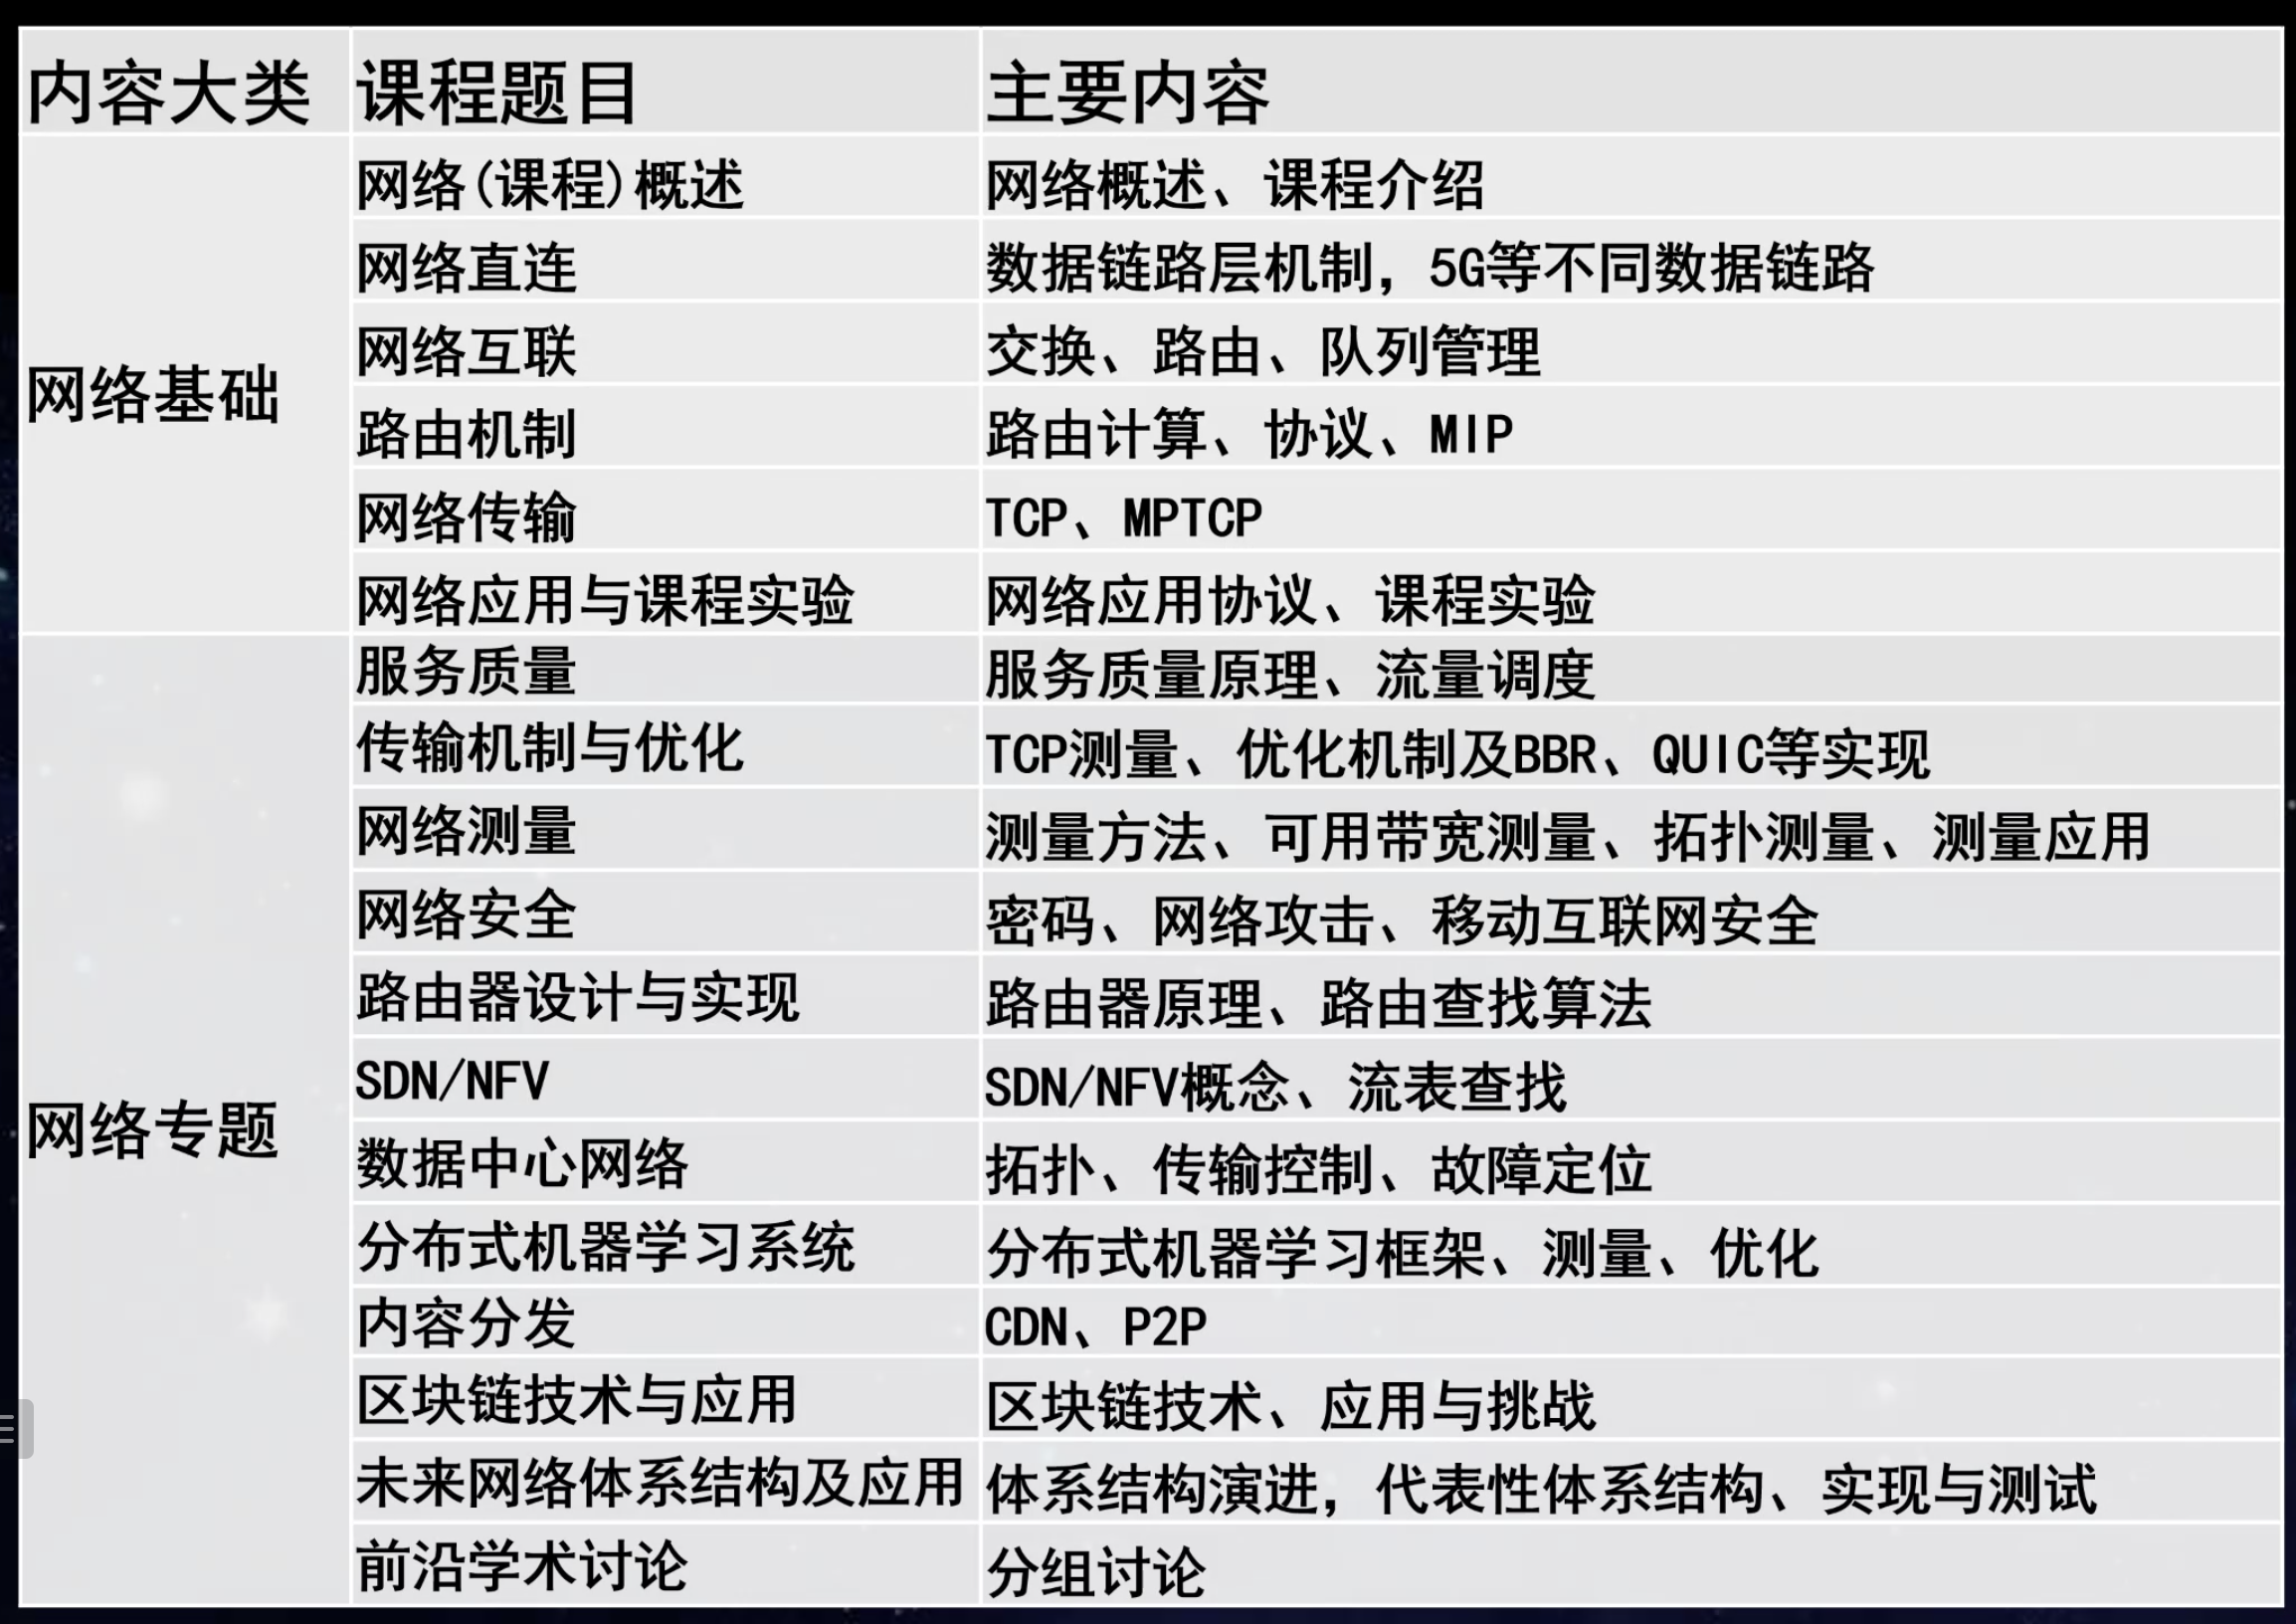 内容大类 课程题目 主要内容
网络基础
网络(课程)概述 网络概述、课程介绍
网络直连 数据链路层机制，5G等不同数据链路
网络互联 交换、路由、队列管理
路由机制 路由计算、协议、MIP
网络传输 TCP、MPTCP
网络应用与课程实验 网络应用协议、课程实验
网络专题
服务质量 服务质量原理、流量调度
传输机制与优化 TCP测量、优化机制及BBR、QUIC等实现
网络测量 测量方法、可用带宽测量、拓扑测量、测量应用
网络安全 密码、网络攻击、移动互联网安全
路由器设计与实现 路由器原理、路由查找算法
SDN/NFV SDN/NFV概念、流表查找
数据中心网络 拓扑、传输控制、故障定位
分布式机器学习系统 分布式机器学习框架、测量、优化
内容分发 CDN、P2P
区块链技术与应用 区块链技术、应用与挑战
未来网络体系结构及应用 体系结构演进，代表性体系结构、实现与测试
前沿学术讨论 分组讨论